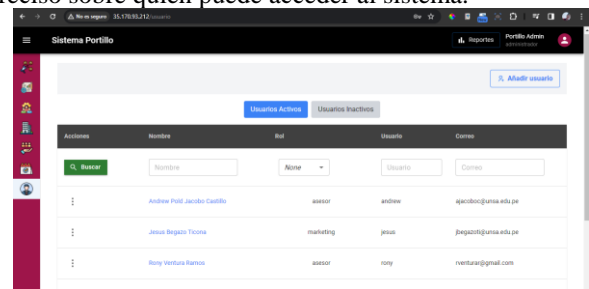 preciso sobre quién puede acceder al sistema.
No es seguro 35.170.93.212/usuario
Sistema Portillo
Reportes
Portillo Admin
administrador
Añadir usuario
Usuarios Activos Usuarios Inactivos
Acciones Nombre Rol Usuario Correo
Buscar Nombre None Usuario Correo
Andrew Pold Jacobo Castillo asesor andrew ajacoboc@unsa.edu.pe
Jesus Begazo Ticona marketing jesus jbegazoti@unsa.edu.pe
Rony Ventura Ramos asesor rony rventurar@gmail.com